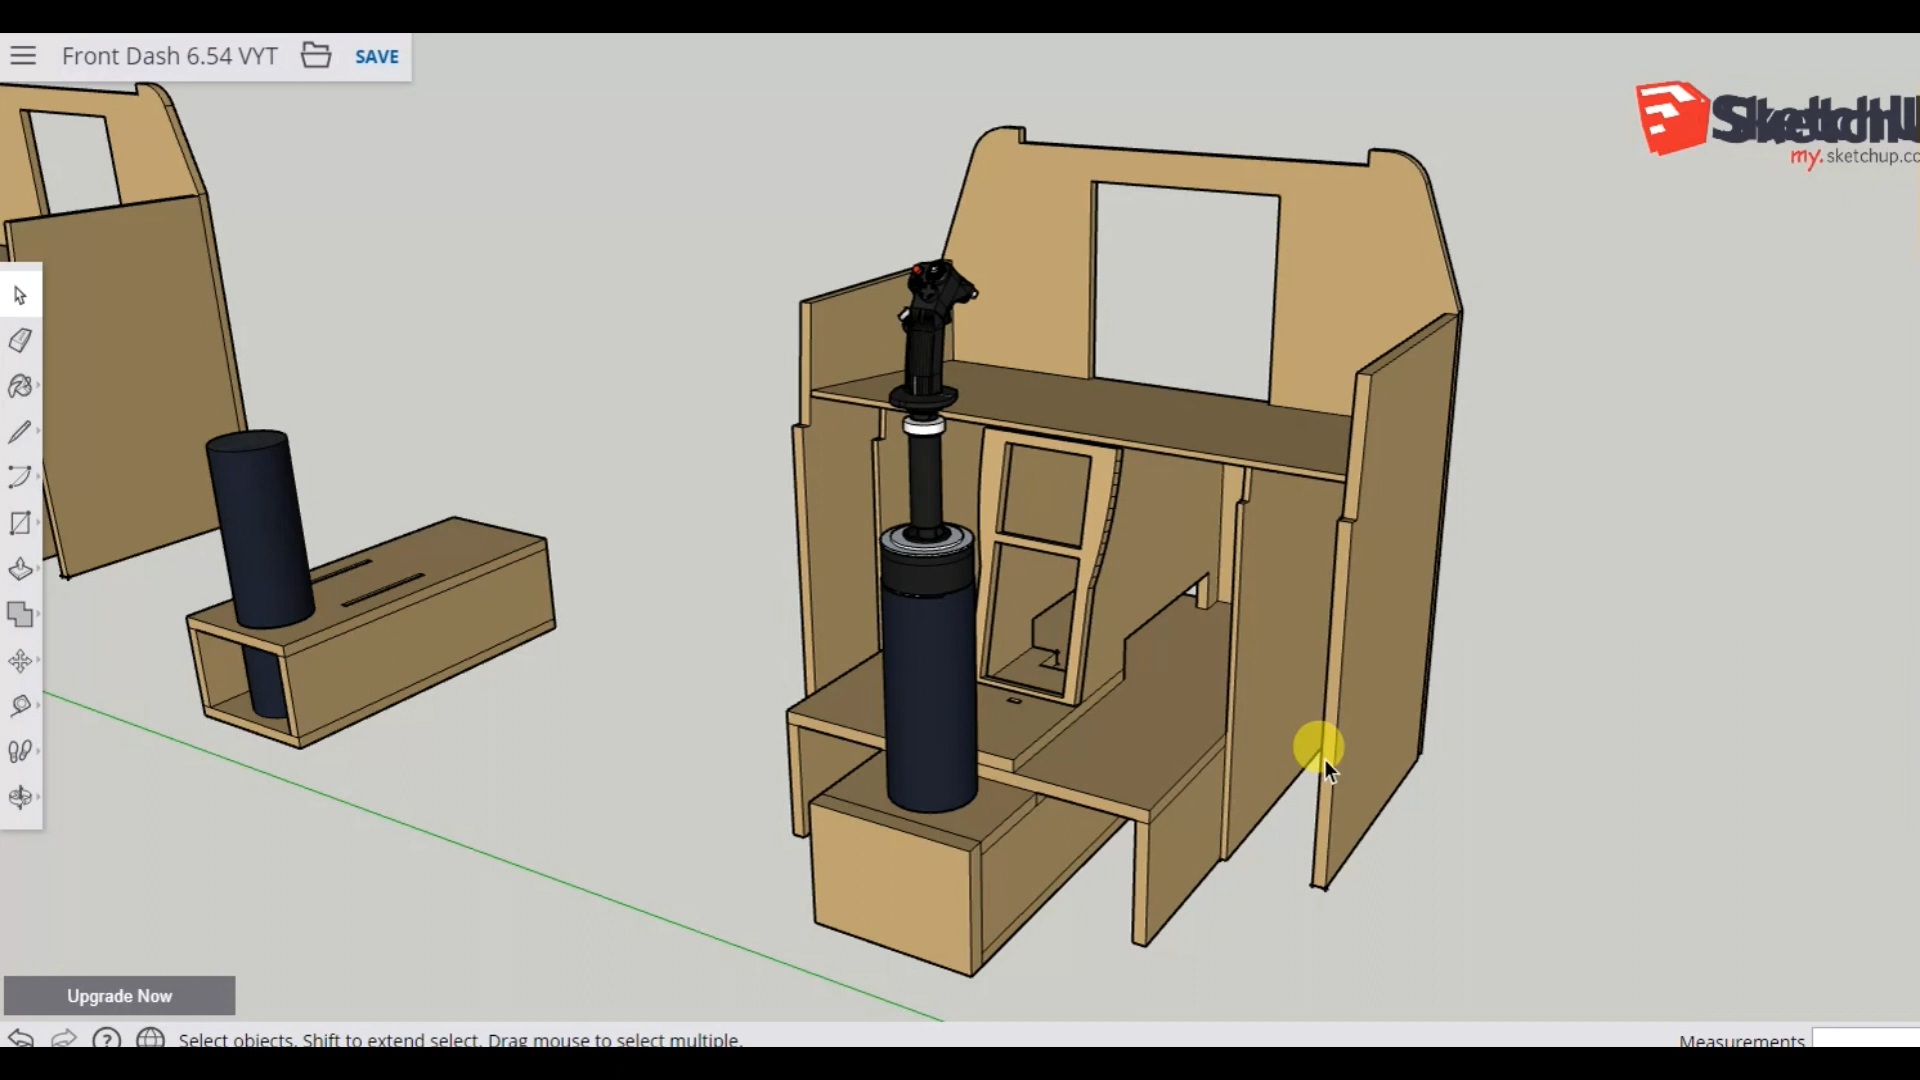 Front Dash 6.54 VYT SAVE
my.sketchup.co
Upgrade Now
Select objects. Shift to extend select. Drag mouse to select multiple.
Measurements